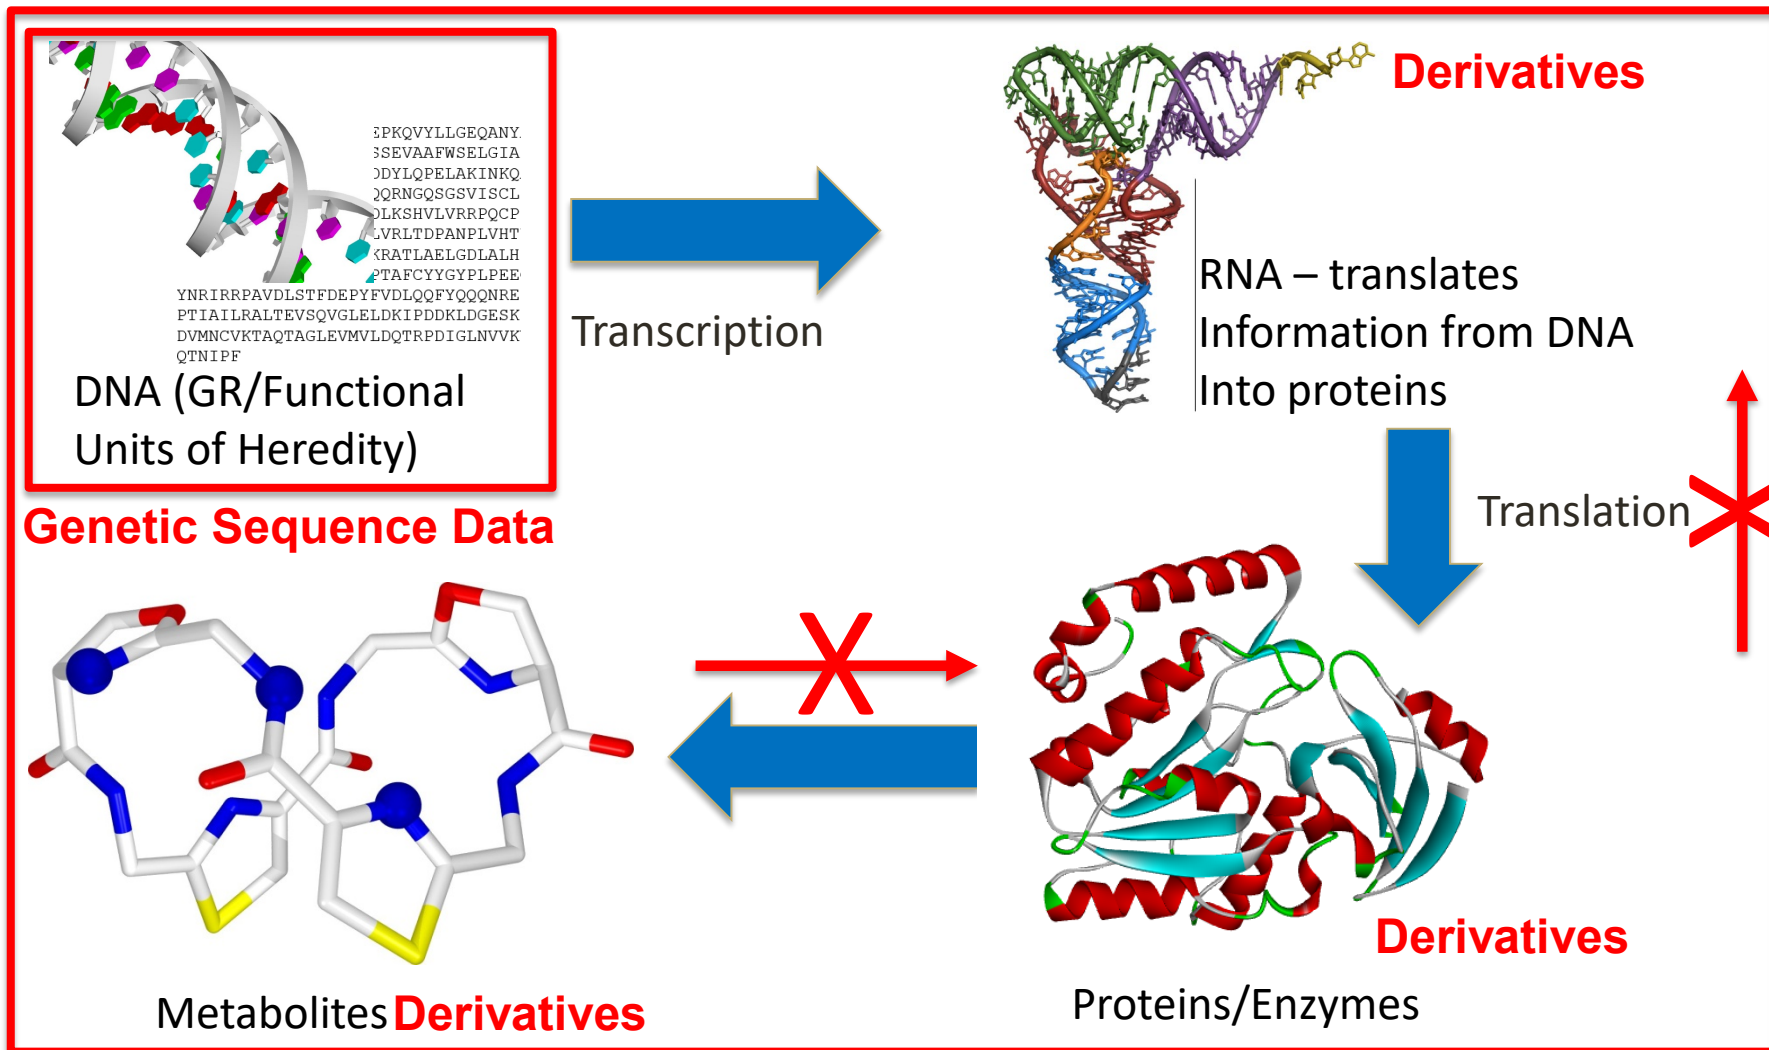 EPKQVYLLGEQANY
SSEVAAFWSELGIA
DDYLQPELAKINKQ
QQRNGQSGSVISCL
DLKSHVLVRRPQCP
LVRLTDPANPLVHT
KRATLAELGDLALH
PTAFCYYGYPLPEE
YNRIRRPAVDLSTFDEPYFVDLQQFYQQQNRE
PTIAILRALTEVSQVGLELDKIPDDKLDGESK
DVMNCVKTAQTAGLEVMVLDQTRPDIGLNVVK
QTNIPF
DNA (GR/Functional
Units of Heredity)
Genetic Sequence Data
Transcription
Derivatives
RNA – translates
Information from DNA
Into proteins
Translation
X
X
Metabolites Derivatives
Derivatives
Proteins/Enzymes